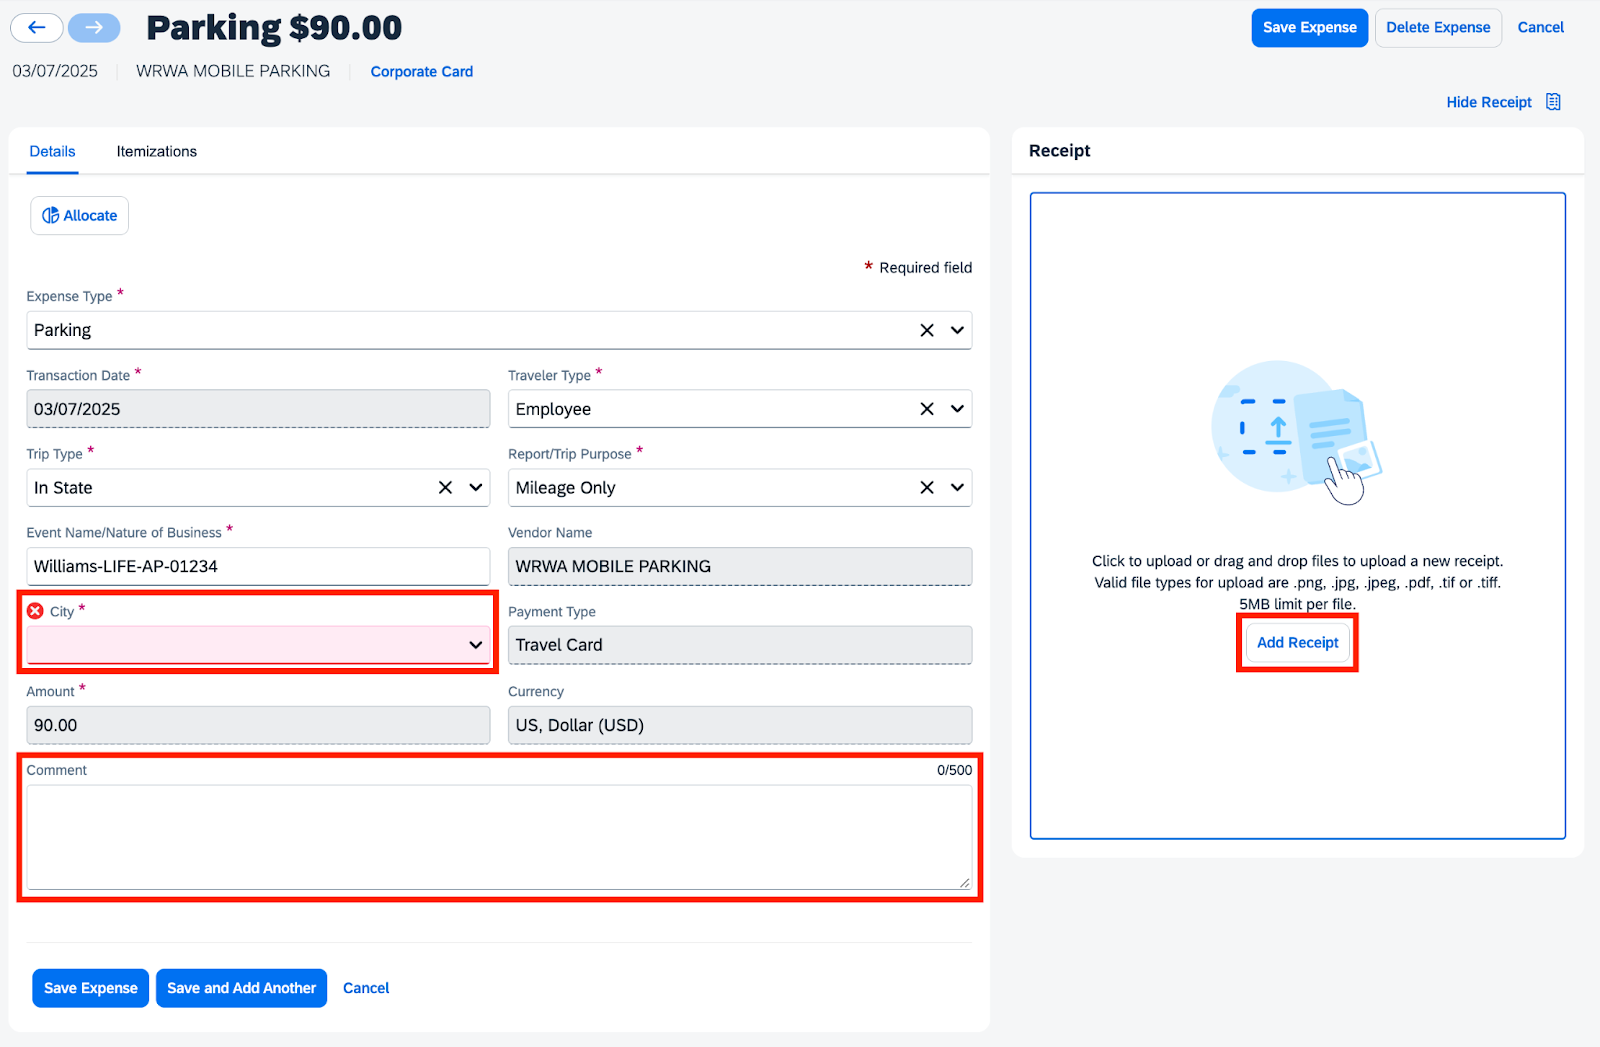 Parking $90.00
Save Expense
Delete Expense
Cancel
03/07/2025
WRWA MOBILE PARKING
Corporate Card
Hide Receipt
Details
Itemizations
Allocate
* Required field
Expense Type *
Parking
Transaction Date *
03/07/2025
Traveler Type *
Employee
Trip Type *
In State
Report/Trip Purpose *
Mileage Only
Event Name/Nature of Business *
Williams-LIFE-AP-01234
Vendor Name
WRWA MOBILE PARKING
City *
Payment Type
Travel Card
Amount *
90.00
Currency
US, Dollar (USD)
Comment
0/500
Save Expense
Save and Add Another
Cancel
Receipt
Click to upload or drag and drop files to upload a new receipt.
Valid file types for upload are .png, .jpg, .jpeg, .pdf, .tif or .tiff.
5MB limit per file.
Add Receipt